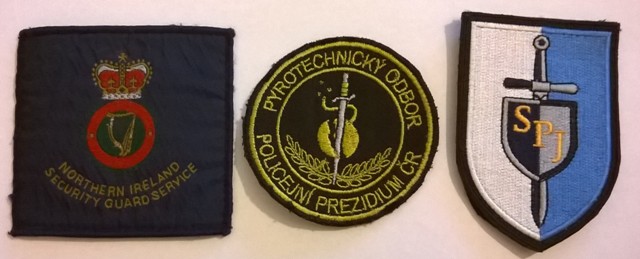 NORTHERN IRELAND
SECURITY GUARD SERVICE
PYROTECHNICKÝ ODBOR
POLICEJNÍ PREZIDIUM ČR
SPJ